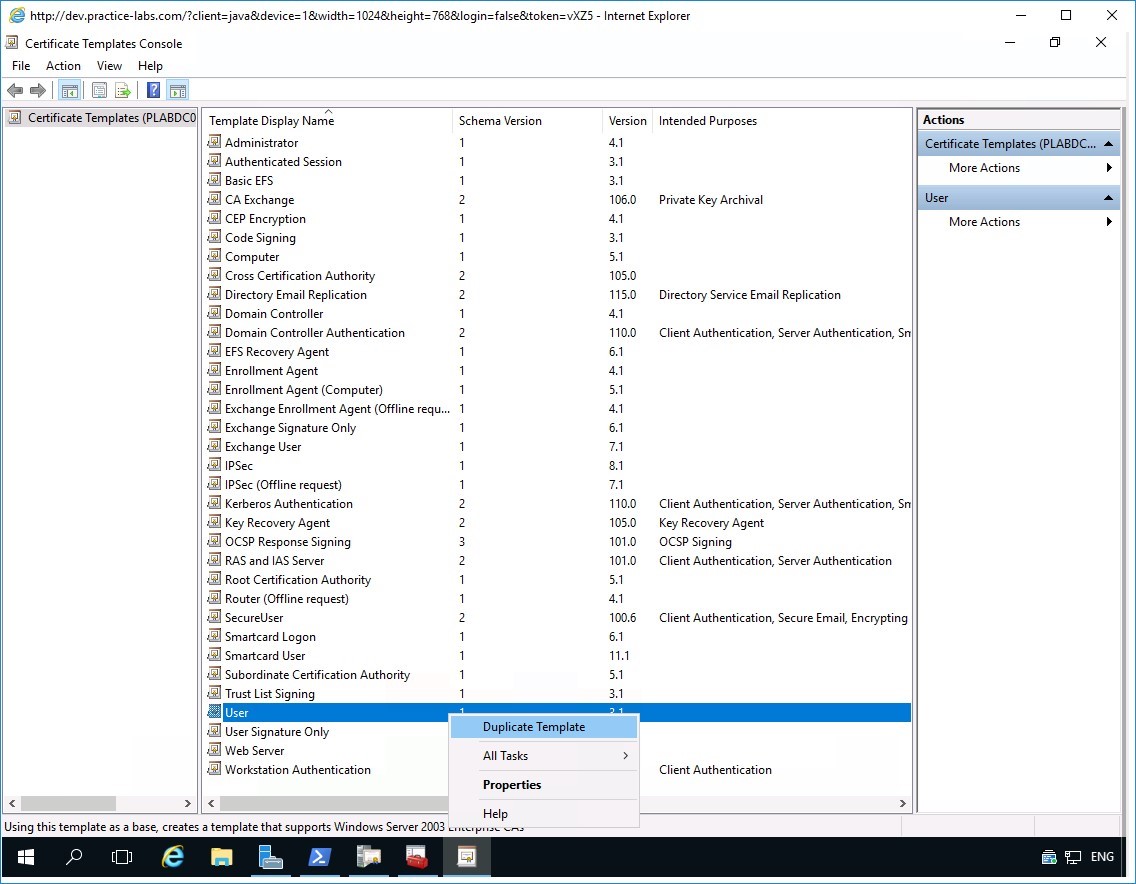 http://dev.practice-labs.com/?client=java&device=1&width=1024&height=768&login=false&token=vXZ5 - Internet Explorer
Certificate Templates Console
File Action View Help
Certificate Templates (PLABDC0
Template Display Name Schema Version Version Intended Purposes
Administrator 1 4.1
Authenticated Session 1 3.1
Basic EFS 1 3.1
CA Exchange 2 106.0 Private Key Archival
CEP Encryption 1 4.1
Code Signing 1 3.1
Computer 1 5.1
Cross Certification Authority 2 105.0
Directory Email Replication 2 115.0 Directory Service Email Replication
Domain Controller 1 4.1
Domain Controller Authentication 2 110.0 Client Authentication, Server Authentication, Sm
EFS Recovery Agent 1 6.1
Enrollment Agent 1 4.1
Enrollment Agent (Computer) 1 5.1
Exchange Enrollment Agent (Offline requ... 1 4.1
Exchange Signature Only 1 6.1
Exchange User 1 7.1
IPSec 1 8.1
IPSec (Offline request) 1 7.1
Kerberos Authentication 2 110.0 Client Authentication, Server Authentication, Sm
Key Recovery Agent 2 105.0 Key Recovery Agent
OCSP Response Signing 3 101.0 OCSP Signing
RAS and IAS Server 2 101.0 Client Authentication, Server Authentication
Root Certification Authority 1 5.1
Router (Offline request) 1 4.1
SecureUser 2 100.6 Client Authentication, Secure Email, Encrypting
Smartcard Logon 1 6.1
Smartcard User 1 11.1
Subordinate Certification Authority 1 5.1
Trust List Signing 1 3.1
User 1 3.1
User Signature Only
Web Server
Workstation Authentication Client Authentication
Duplicate Template
All Tasks
Properties
Help
Actions
Certificate Templates (PLABDC...
More Actions
User
More Actions
Using this template as a base, creates a template that supports Windows Server 2003 Enterprise CAs
ENG